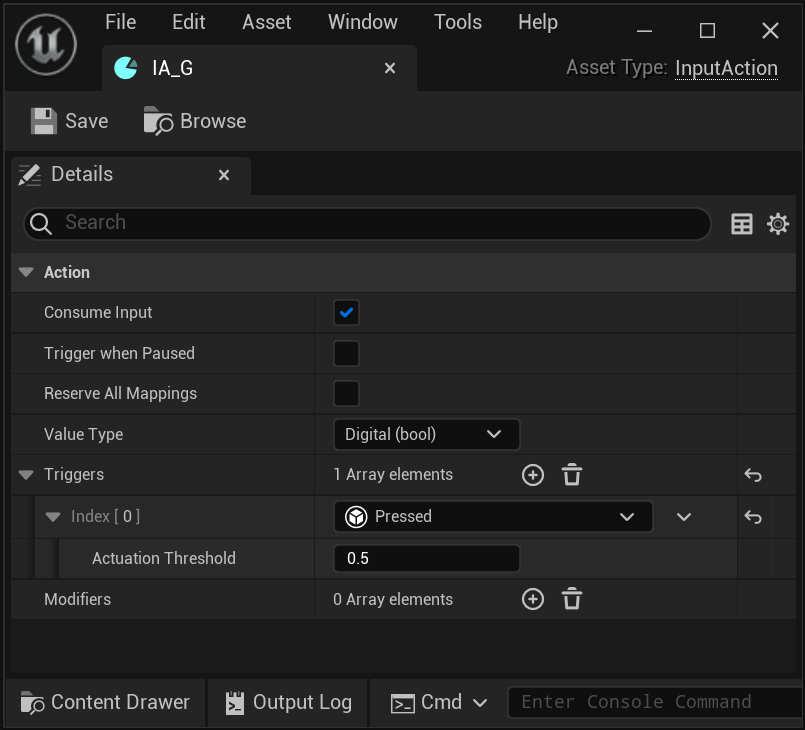 File Edit Asset Window Tools Help
IA_G
Asset Type: InputAction
Save Browse
Details
Search
Action
Consume Input
Trigger when Paused
Reserve All Mappings
Value Type Digital (bool)
Triggers 1 Array elements
Index [ 0 ] Pressed
Actuation Threshold 0.5
Modifiers 0 Array elements
Content Drawer Output Log Cmd Enter Console Command